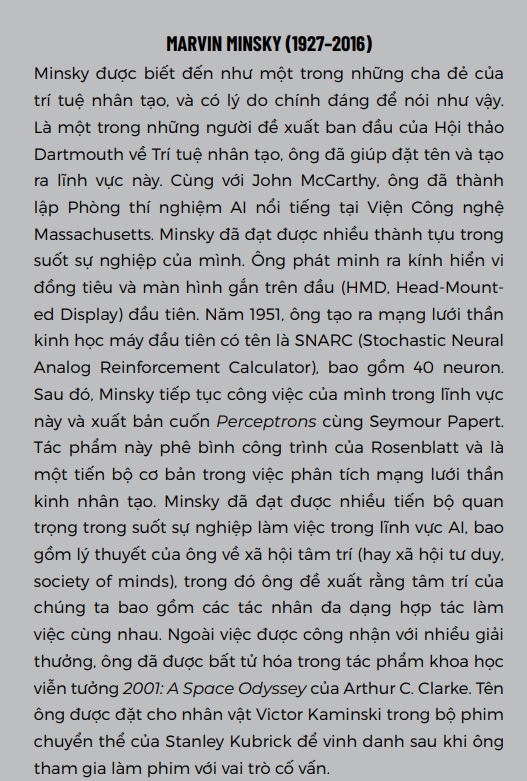 MARVIN MINSKY (1927–2016)
Minsky được biết đến như một trong những cha đẻ của
trí tuệ nhân tạo, và có lý do chính đáng để nói như vậy.
Là một trong những người đề xuất ban đầu của Hội thảo
Dartmouth về Trí tuệ nhân tạo, ông đã giúp đặt tên và tạo
ra lĩnh vực này. Cùng với John McCarthy, ông đã thành
lập Phòng thí nghiệm AI nổi tiếng tại Viện Công nghệ
Massachusetts. Minsky đã đạt được nhiều thành tựu trong
suốt sự nghiệp của mình. Ông phát minh ra kính hiển vi
đồng tiêu và màn hình gắn trên đầu (HMD, Head-Mount-
ed Display) đầu tiên. Năm 1951, ông tạo ra mạng lưới thần
kinh học máy đầu tiên có tên là SNARC (Stochastic Neural
Analog Reinforcement Calculator), bao gồm 40 neuron.
Sau đó, Minsky tiếp tục công việc của mình trong lĩnh vực
này và xuất bản cuốn Perceptrons cùng Seymour Papert.
Tác phẩm này phê bình công trình của Rosenblatt và là
một tiến bộ cơ bản trong việc phân tích mạng lưới thần
kinh nhân tạo. Minsky đã đạt được nhiều tiến bộ quan
trọng trong suốt sự nghiệp làm việc trong lĩnh vực AI, bao
gồm lý thuyết của ông về xã hội tâm trí (hay xã hội tư duy,
society of minds), trong đó ông đề xuất rằng tâm trí của
chúng ta bao gồm các tác nhân đa dạng hợp tác làm
việc cùng nhau. Ngoài việc được công nhận với nhiều giải
thưởng, ông đã được bất tử hóa trong tác phẩm khoa học
viễn tưởng 2001: A Space Odyssey của Arthur C. Clarke. Tên
ông được đặt cho nhân vật Victor Kaminski trong bộ phim
chuyển thể của Stanley Kubrick để vinh danh sau khi ông
tham gia làm phim với vai trò cố vấn.